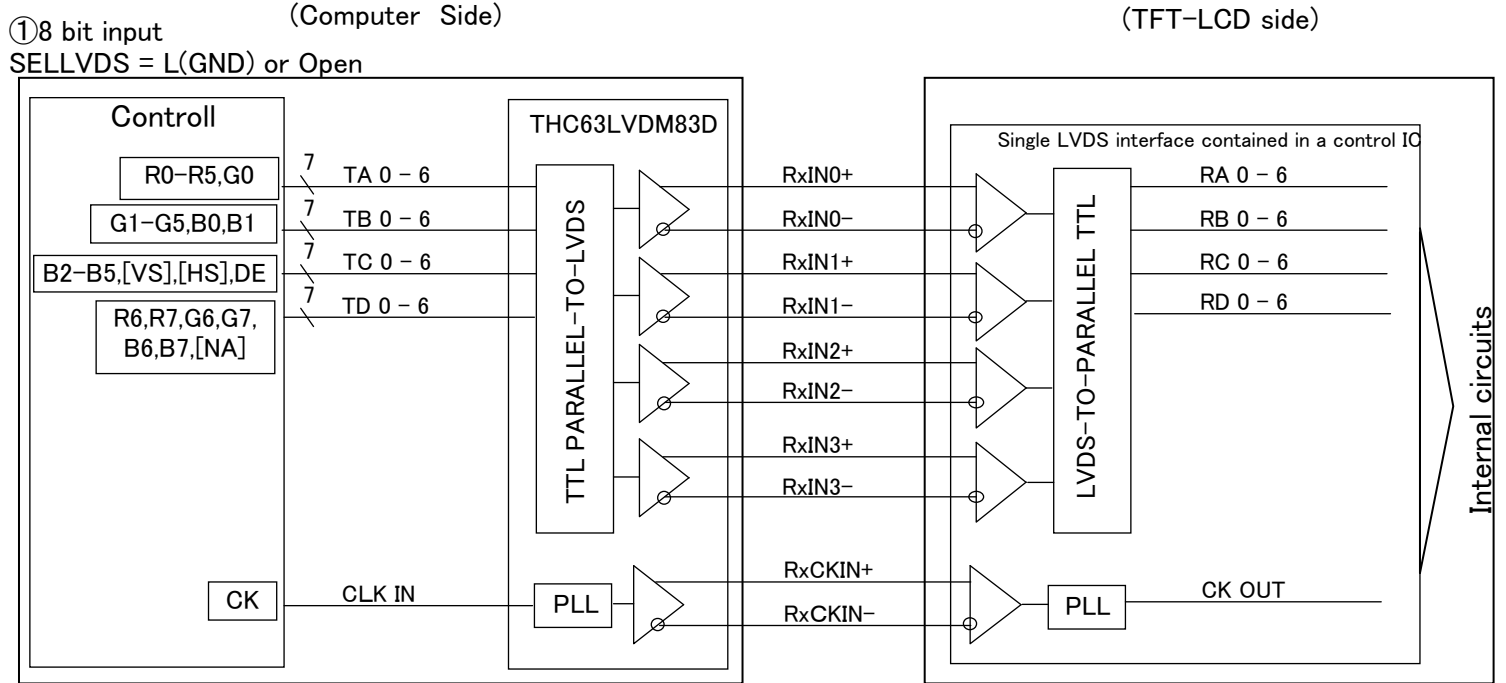 (Computer Side)
(TFT-LCD side)
①8 bit input
SELLVDS = L(GND) or Open
Controll
THC63LVDM83D
Single LVDS interface contained in a control IC
R0-R5,G0
7
TA 0 - 6
RxIN0+
RA 0 - 6
G1-G5,B0,B1
7
TB 0 - 6
RxIN0-
RB 0 - 6
B2-B5,[VS],[HS],DE
7
TC 0 - 6
RxIN1+
RC 0 - 6
R6,R7,G6,G7,
B6,B7,[NA]
7
TD 0 - 6
RxIN1-
RD 0 - 6
TTL PARALLEL-TO-LVDS
RxIN2+
RxIN2-
RxIN3+
RxIN3-
LVDS-TO-PARALLEL TTL
Internal circuits
CK
CLK IN
PLL
RxCKIN+
RxCKIN-
PLL
CK OUT